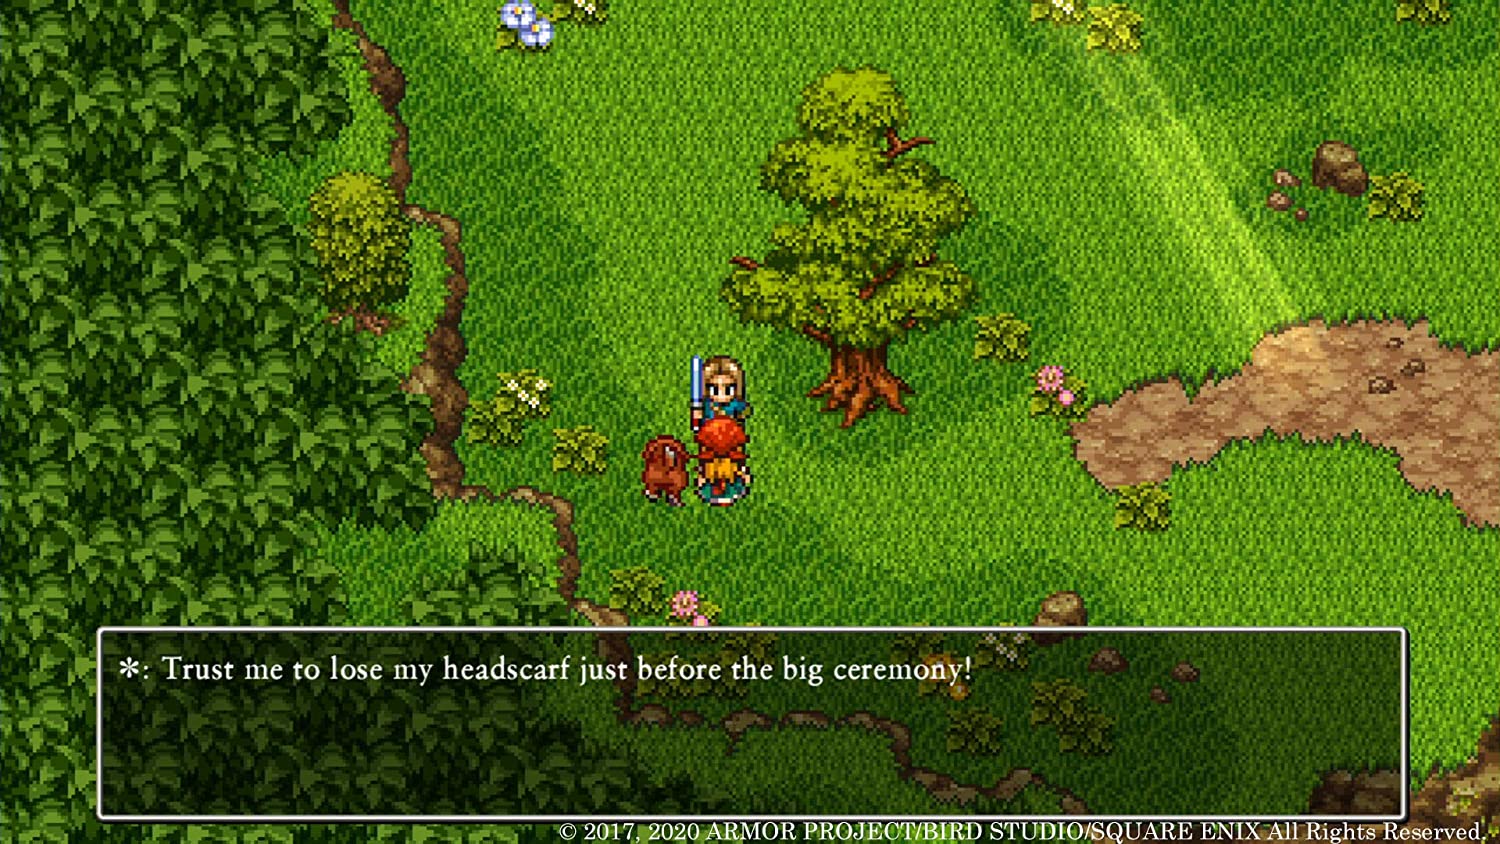 *: Trust me to lose my headscarf just before the big ceremony!
© 2017, 2020 ARMOR PROJECT/BIRD STUDIO/SQUARE ENIX All Rights Reserved.